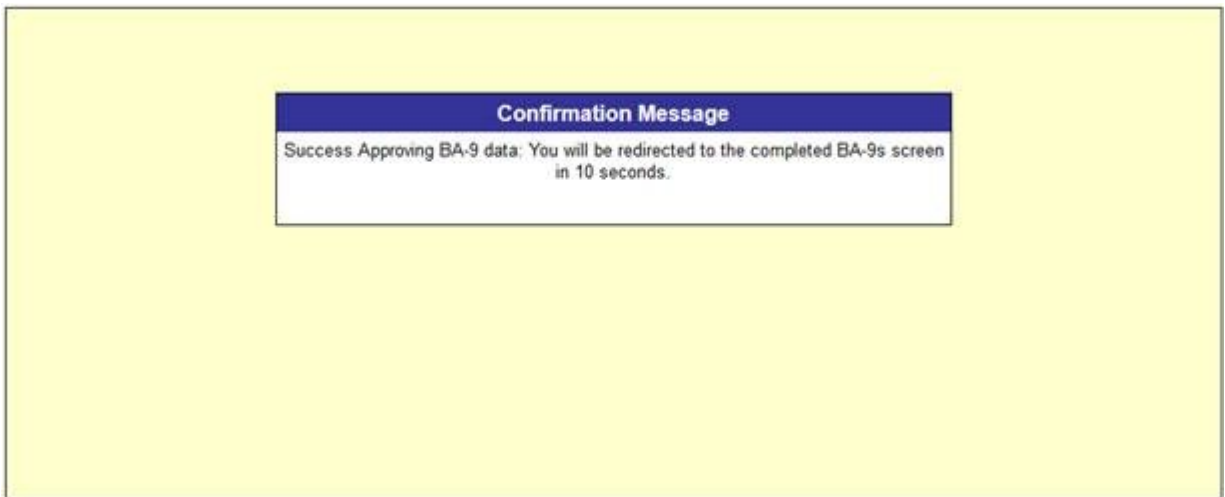 Confirmation Message
Success Approving BA-9 data: You will be redirected to the completed BA-9s screen
in 10 seconds.